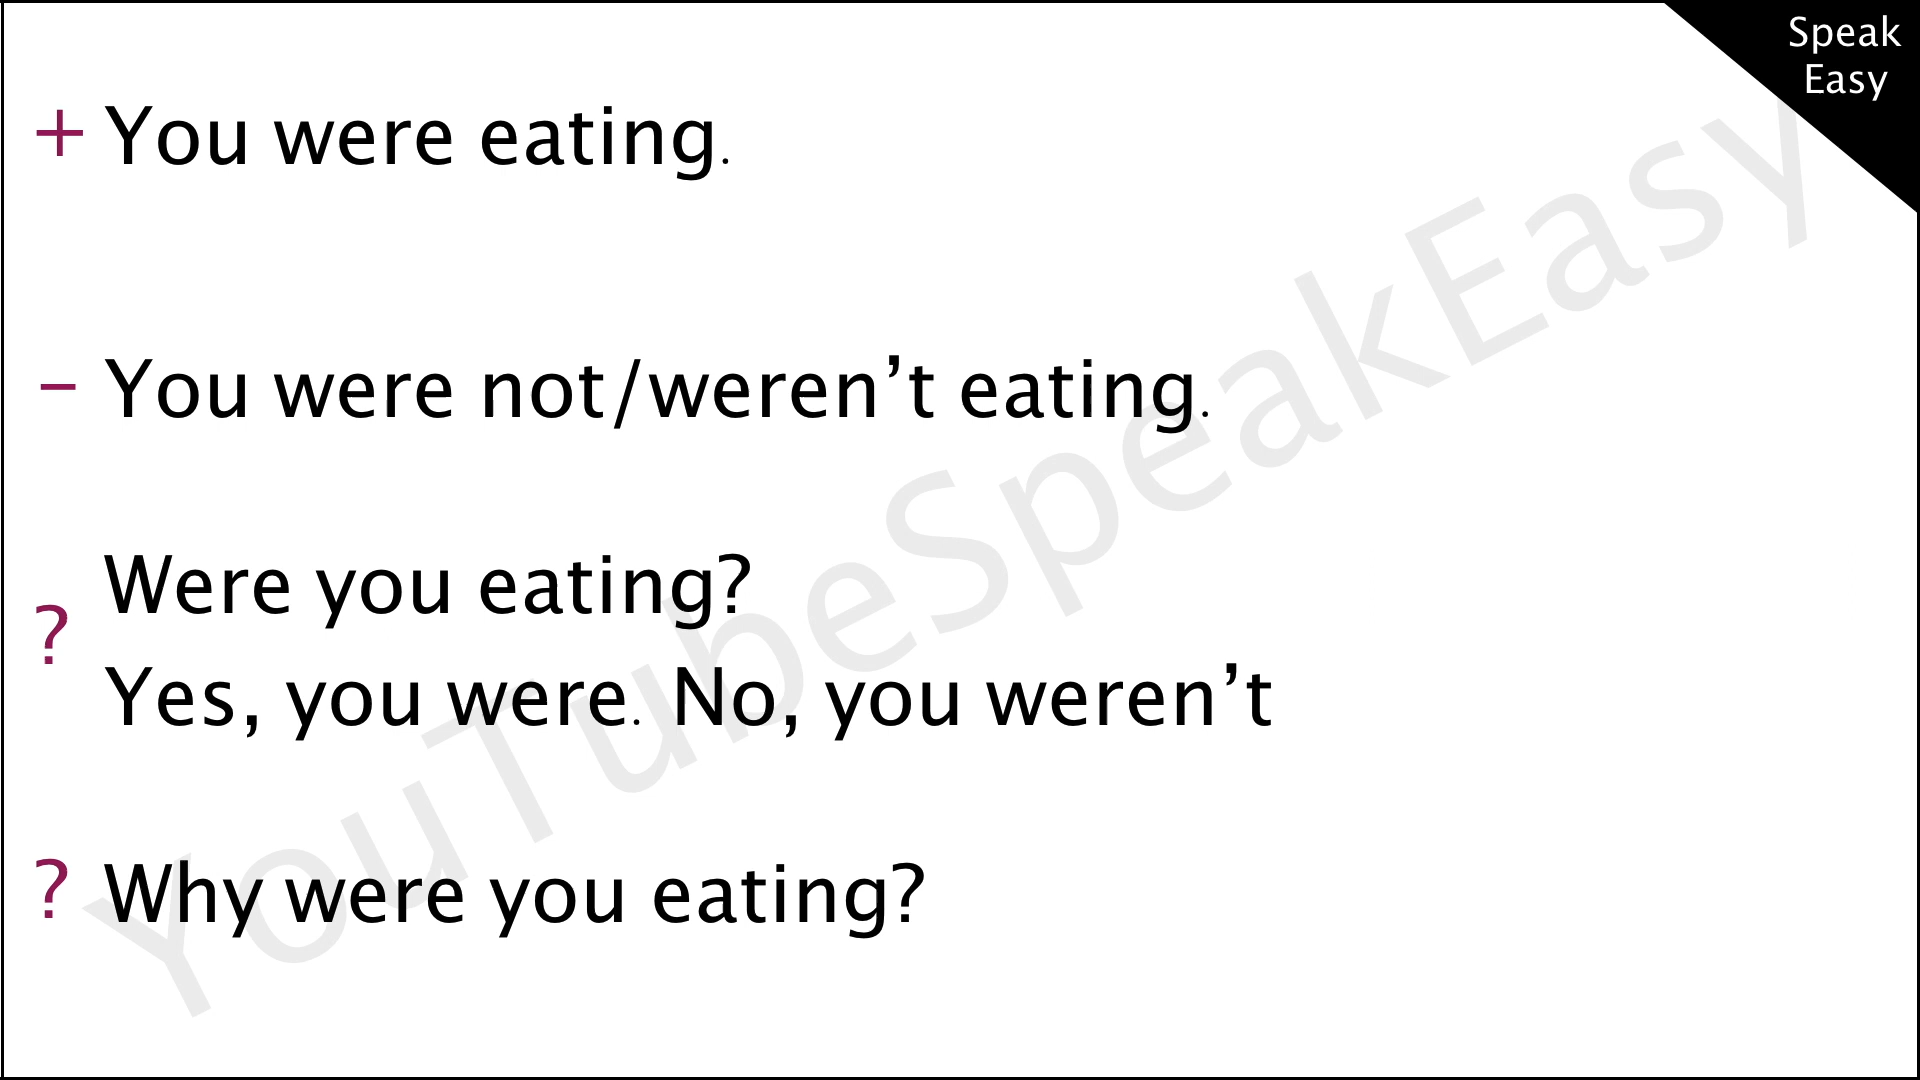 Speak
Easy
+ You were eating.
- You were not/weren’t eating.
Were you eating?
?
Yes, you were. No, you weren’t
? Why were you eating?
YouTubeSpeakEasy